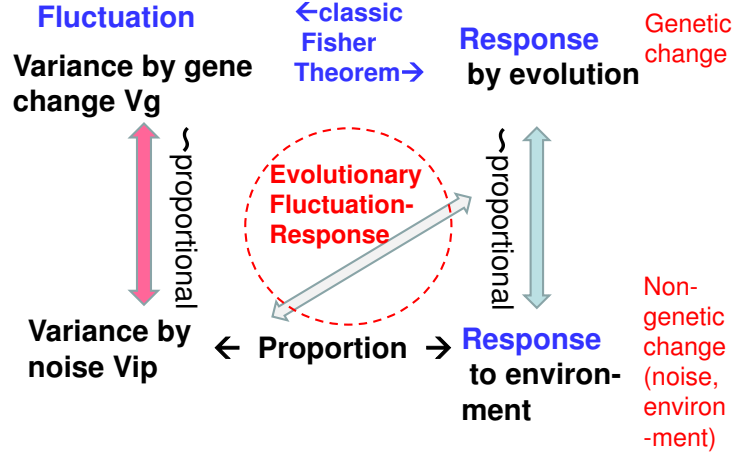 Fluctuation
Variance by gene
change Vg
←classic
Fisher
Theorem→
Response
by evolution
Genetic
change
~proportional
Evolutionary
Fluctuation-
Response
~proportional
Variance by
noise Vip
← Proportion →
Response
to environ-
ment
Non-
genetic
change
(noise,
environ
-ment)